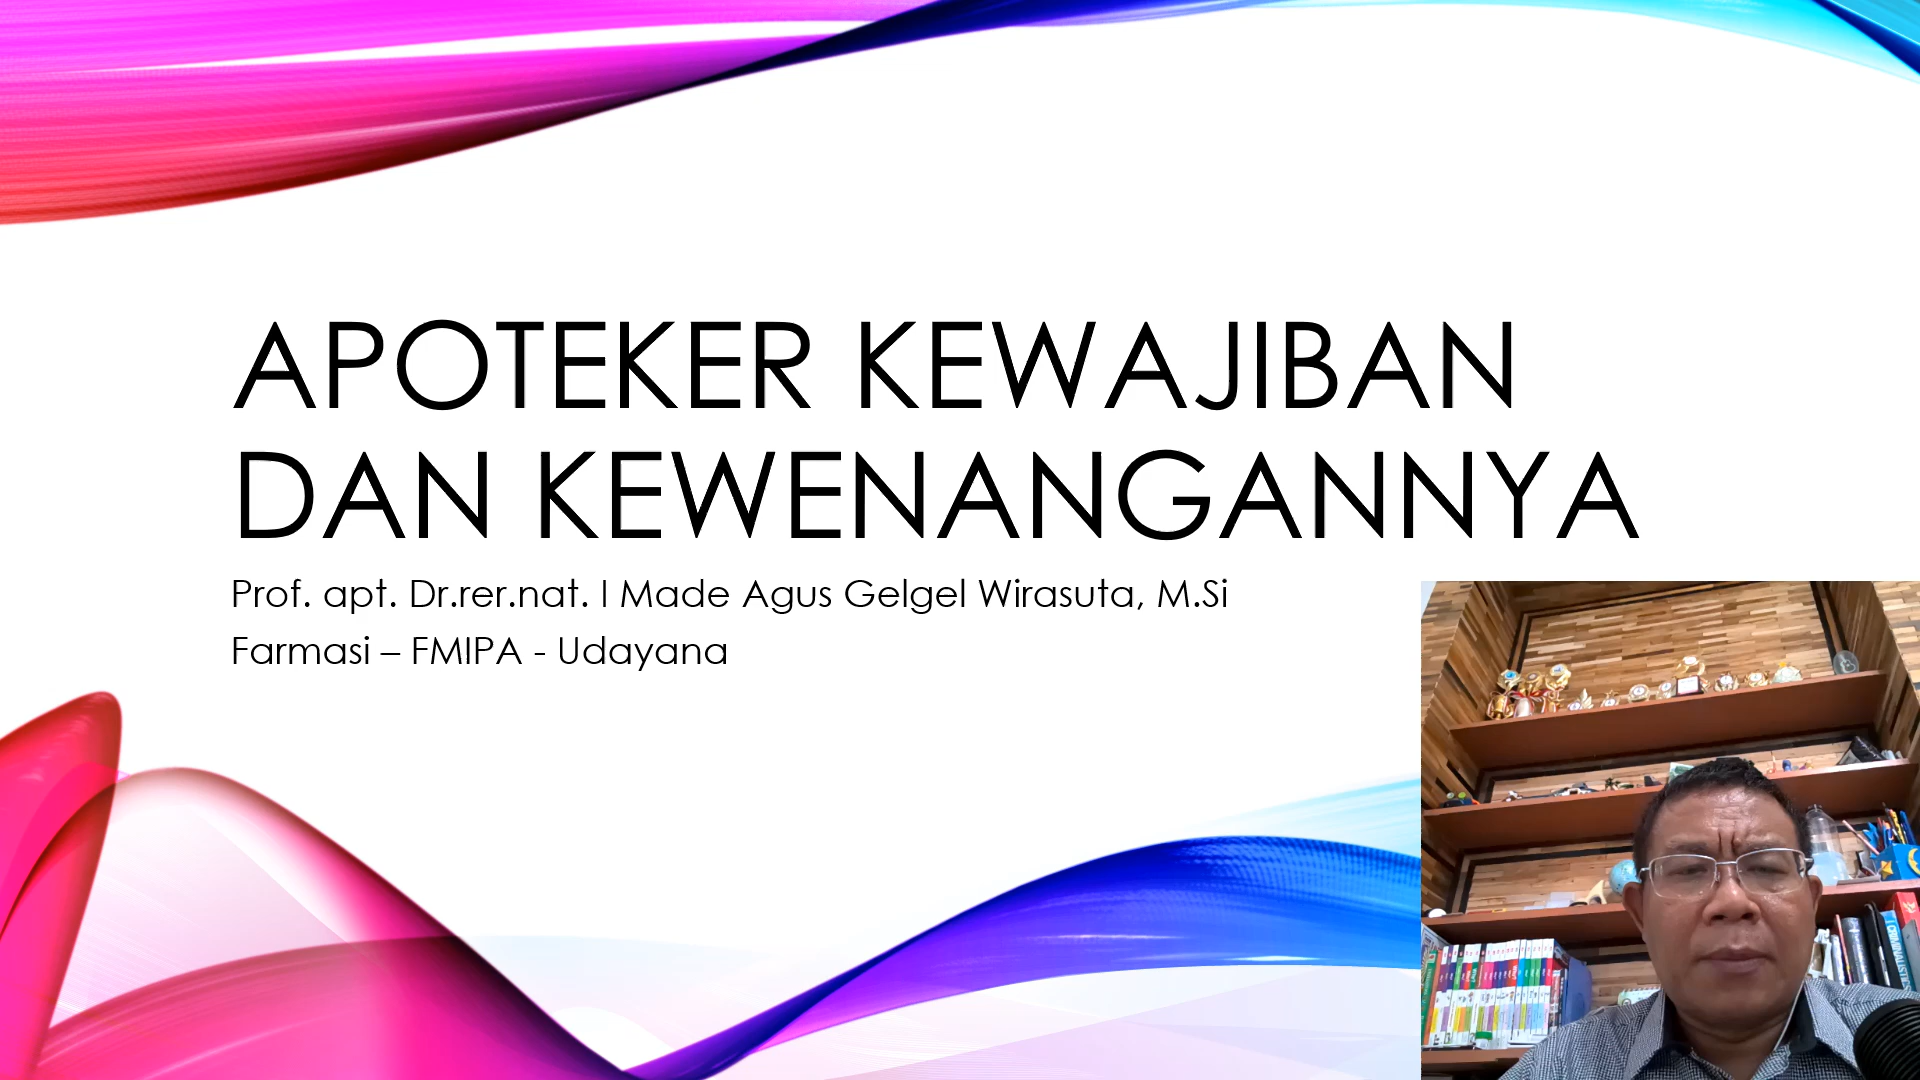 APOTEKER KEWAJIBAN
DAN KEWENANGANNYA
Prof. apt. Dr.rer.nat. I Made Agus Gelgel Wirasuta, M.Si
Farmasi – FMIPA - Udayana